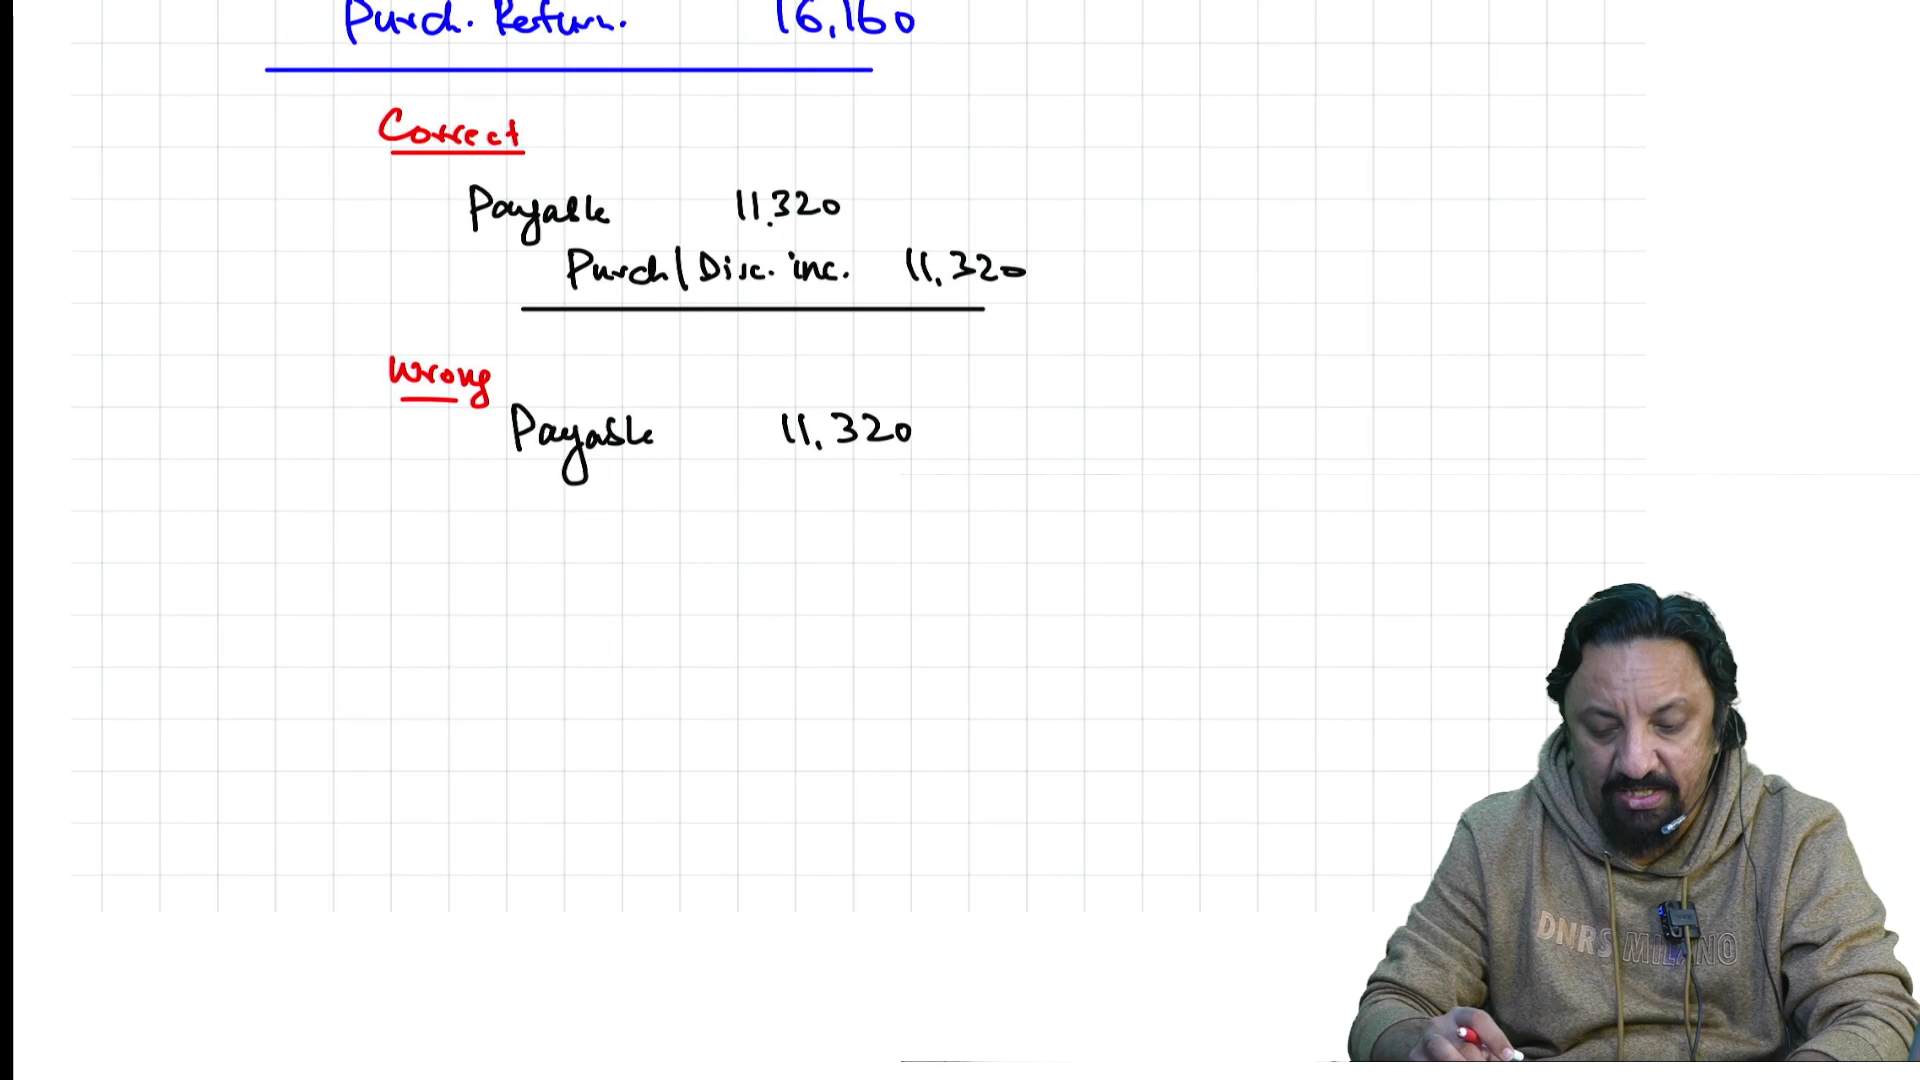 Purch. Return. 16,160
Correct
Payable 11,320
Purch/Disc. inc. 11,320
Wrong
Payable 11,320
DNRS MILANO